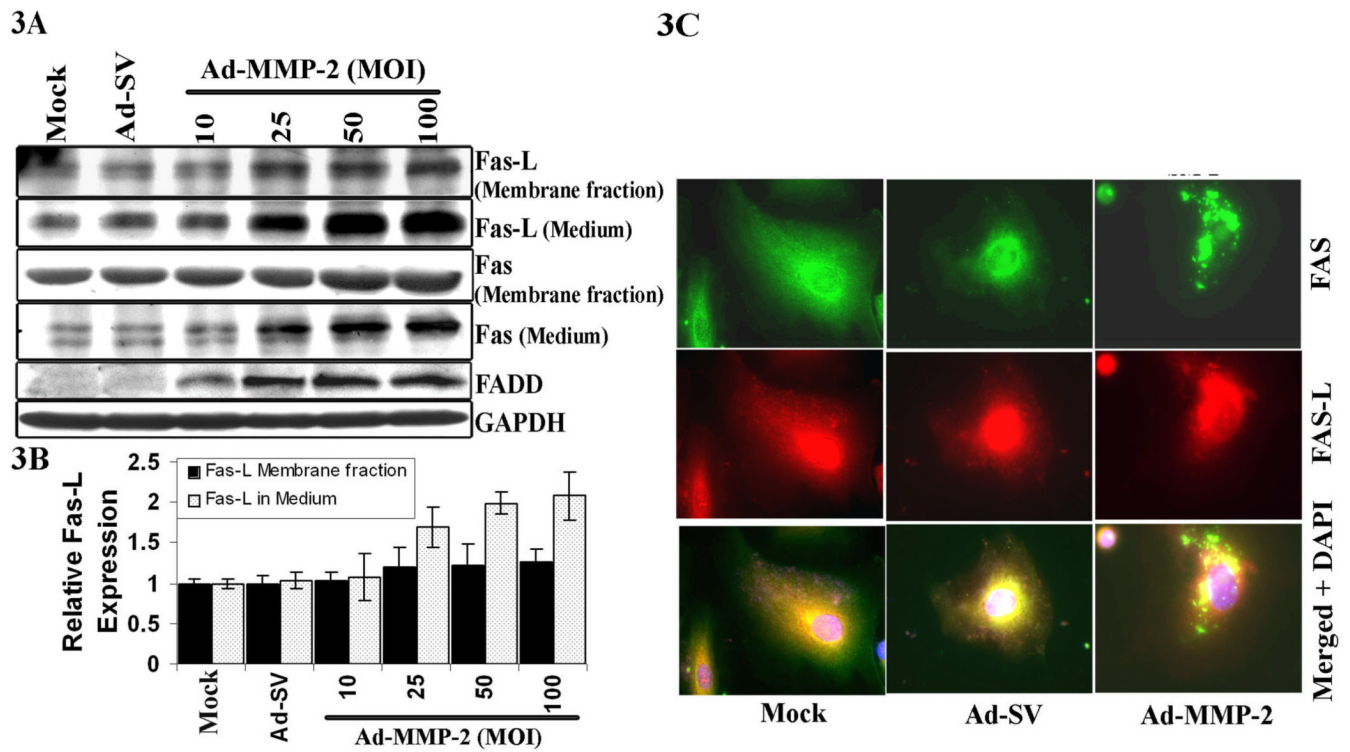 3A
Mock
Ad-SV
Ad-MMP-2 (MOI)
10
25
50
100
Fas-L
(Membrane fraction)
Fas-L (Medium)
Fas
(Membrane fraction)
Fas (Medium)
FADD
GAPDH
3B
Relative Fas-L
Expression
2.5
2
1.5
1
0.5
0
Fas-L Membrane fraction
Fas-L in Medium
Mock
Ad-SV
10
25
50
100
Ad-MMP-2 (MOI)
3C
FAS
FAS-L
Merged + DAPI
Mock
Ad-SV
Ad-MMP-2